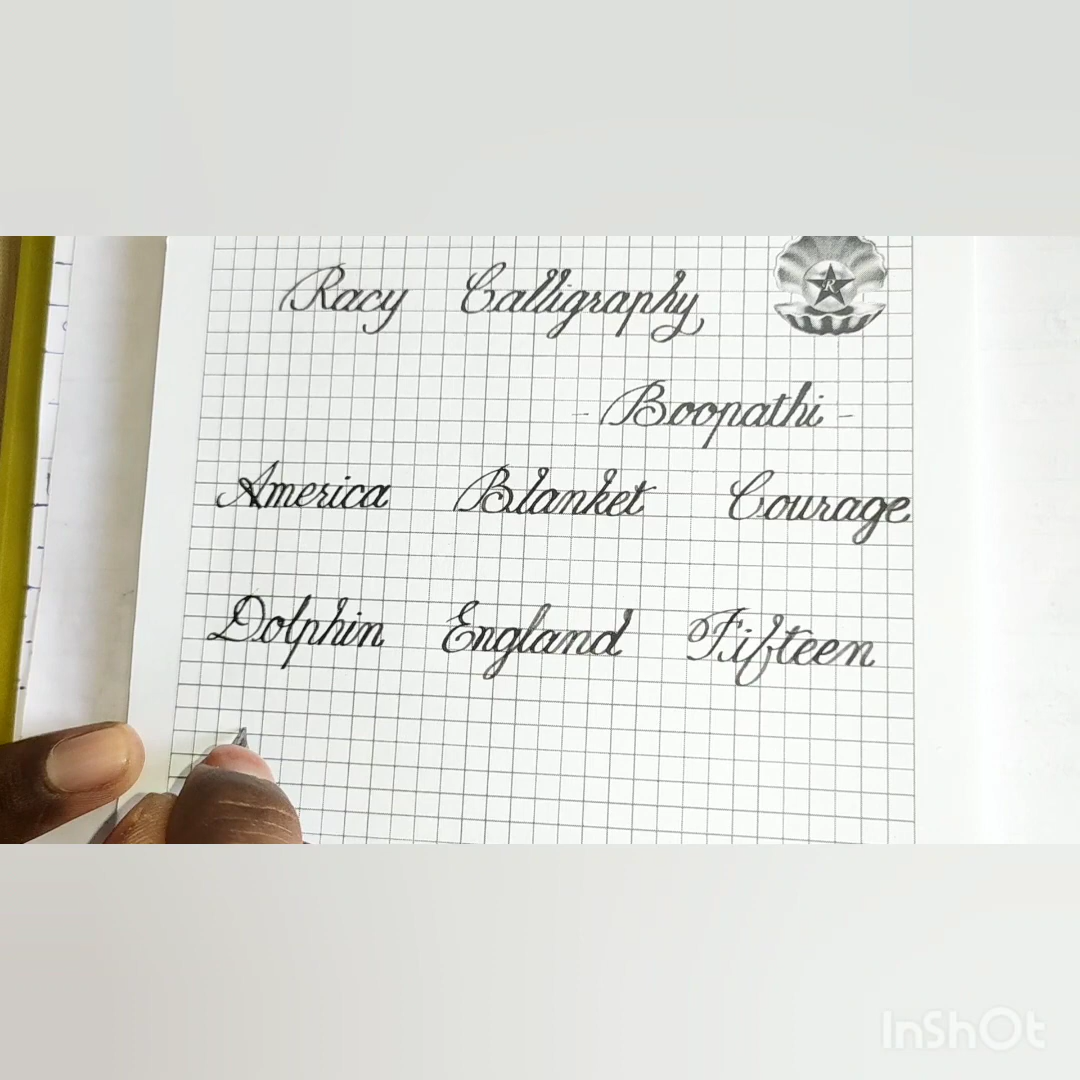 Racy Calligraphy
R
- Boopathi -
America Blanket Courage
Dolphin England Fifteen
InShOt